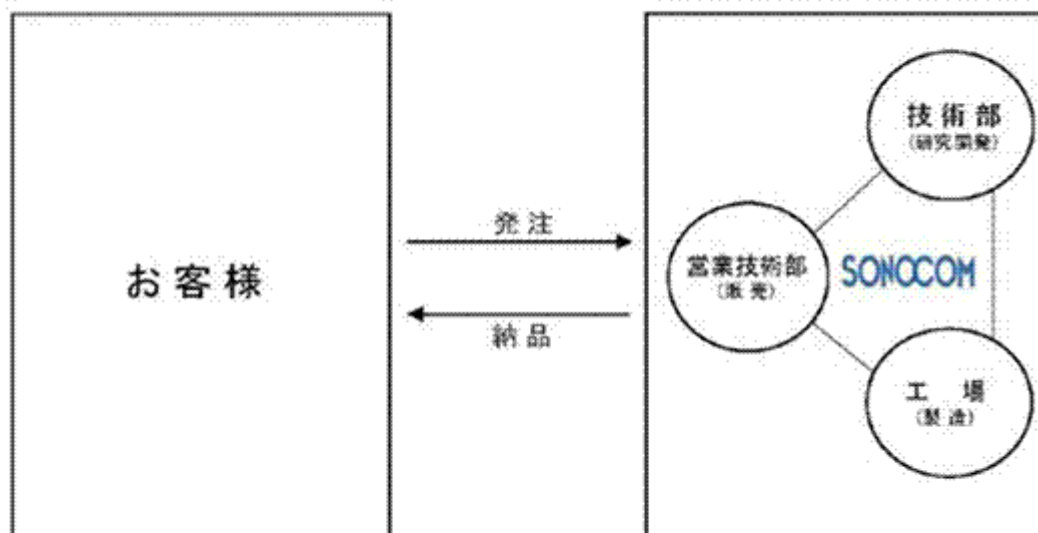 お客様
発注
納品
技術部
(研究開発)
営業技術部
(販売)
SONOCOM
工 場
(製造)